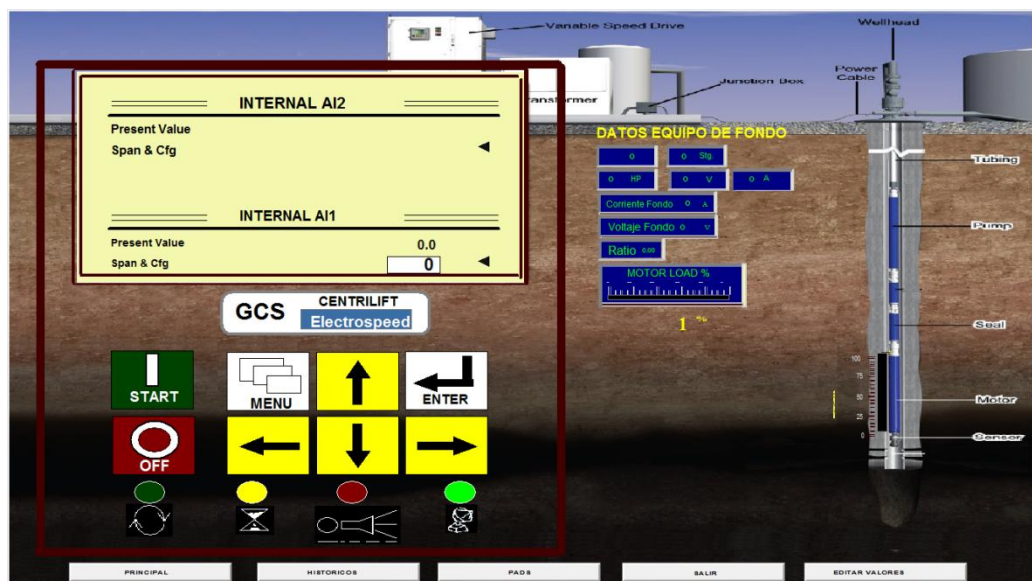 Variable Speed Drive
Wellhead
Power
Cable
Junction Box
ransformer
INTERNAL AI2
Present Value
Span & Cfg
INTERNAL AI1
Present Value 0.0
Span & Cfg 0
GCS CENTRILIFT
Electrospeed
START
MENU
ENTER
OFF
DATOS EQUIPO DE FONDO
0 0 Stg.
0 HP 0 V 0 A
Corriente Fondo 0 A
Voltaje Fondo 0 V
Ratio 0.00
MOTOR LOAD %
1 %
Tubing
Pump
Seal
100
75
50
25
0
Motor
Sensor
PRINCIPAL
HISTORICOS
PADS
SALIR
EDITAR VALORES